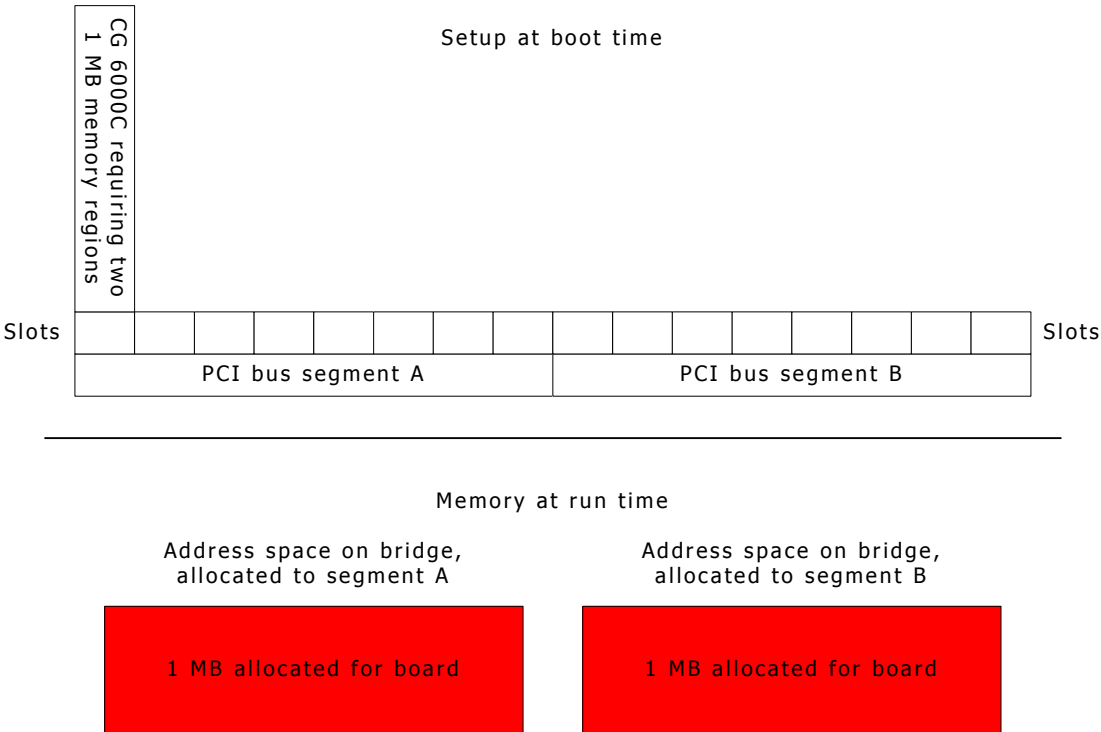 CG 6000C requiring two
1 MB memory regions
Setup at boot time
Slots
Slots
PCI bus segment A
PCI bus segment B
Memory at run time
Address space on bridge,
allocated to segment A
Address space on bridge,
allocated to segment B
1 MB allocated for board
1 MB allocated for board